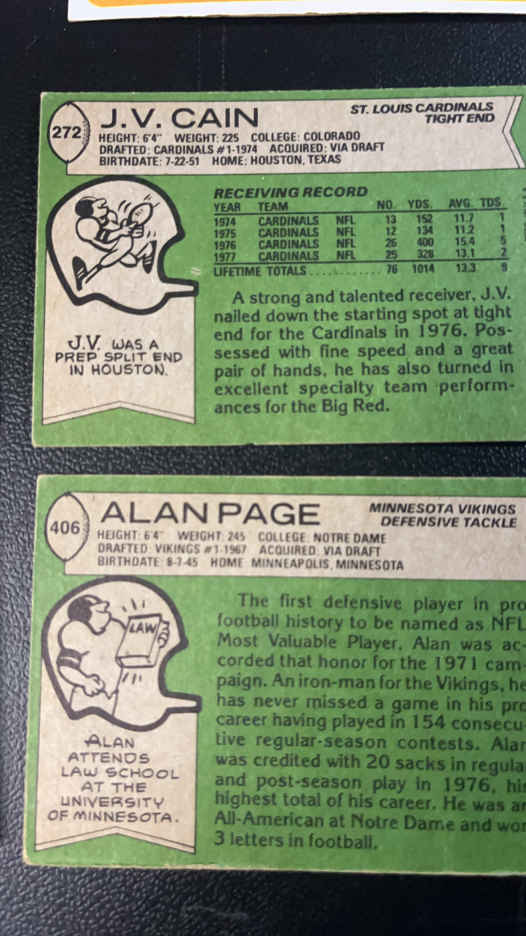 272
J.V. CAIN
ST. LOUIS CARDINALS
TIGHT END
HEIGHT: 6'4" WEIGHT: 225 COLLEGE: COLORADO
DRAFTED: CARDINALS #1-1974 ACQUIRED: VIA DRAFT
BIRTHDATE: 7-22-51 HOME: HOUSTON, TEXAS
RECEIVING RECORD
YEAR TEAM NO. YDS. AVG. TDS.
1974 CARDINALS NFL 13 152 11.7 1
1975 CARDINALS NFL 12 134 11.2 1
1976 CARDINALS NFL 26 400 15.4 5
1977 CARDINALS NFL 25 328 13.1 2
LIFETIME TOTALS ............ 76 1014 13.3 9
J.V. WAS A
PREP SPLIT END
IN HOUSTON.
A strong and talented receiver, J.V.
nailed down the starting spot at tight
end for the Cardinals in 1976. Pos-
sessed with fine speed and a great
pair of hands, he has also turned in
excellent specialty team perform-
ances for the Big Red.
406
ALAN PAGE
MINNESOTA VIKINGS
DEFENSIVE TACKLE
HEIGHT: 6'4" WEIGHT: 245 COLLEGE: NOTRE DAME
DRAFTED: VIKINGS #1-1967 ACQUIRED: VIA DRAFT
BIRTHDATE: 8-7-45 HOME: MINNEAPOLIS, MINNESOTA
LAW
ALAN
ATTENDS
LAW SCHOOL
AT THE
UNIVERSITY
OF MINNESOTA.
The first defensive player in pro
football history to be named as NFL
Most Valuable Player, Alan was ac-
corded that honor for the 1971 cam-
paign. An iron-man for the Vikings, he
has never missed a game in his pro
career having played in 154 consecu-
tive regular-season contests. Alan
was credited with 20 sacks in regula
and post-season play in 1976, his
highest total of his career. He was an
All-American at Notre Dame and won
3 letters in football.